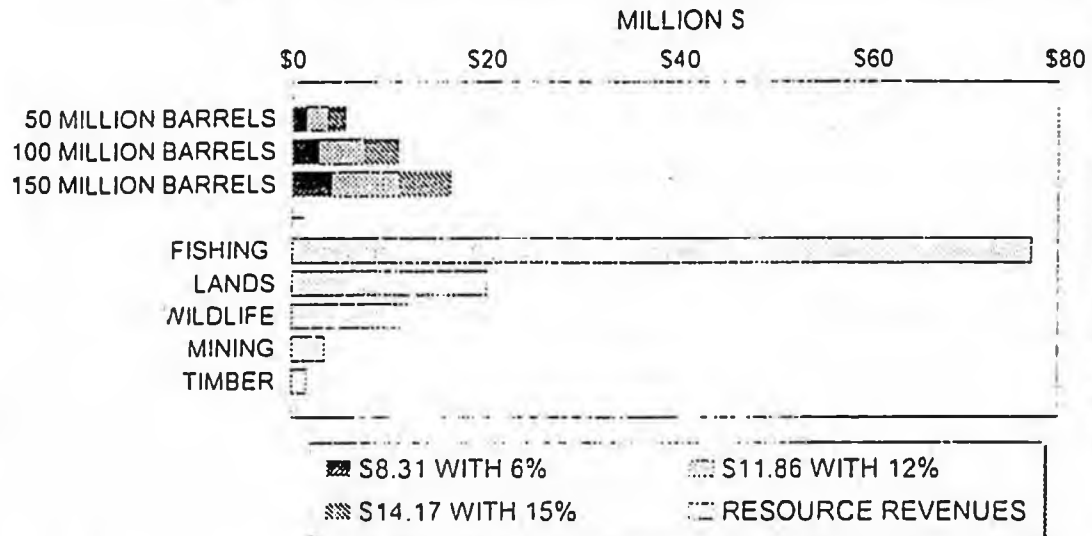 MILLION S
$0 S20 S40 S60 $80
50 MILLION BARRELS
100 MILLION BARRELS
150 MILLION BARRELS
FISHING
LANDS
WILDLIFE
MINING
TIMBER
S8.31 WITH 6% S11.86 WITH 12%
S14.17 WITH 15% RESOURCE REVENUES